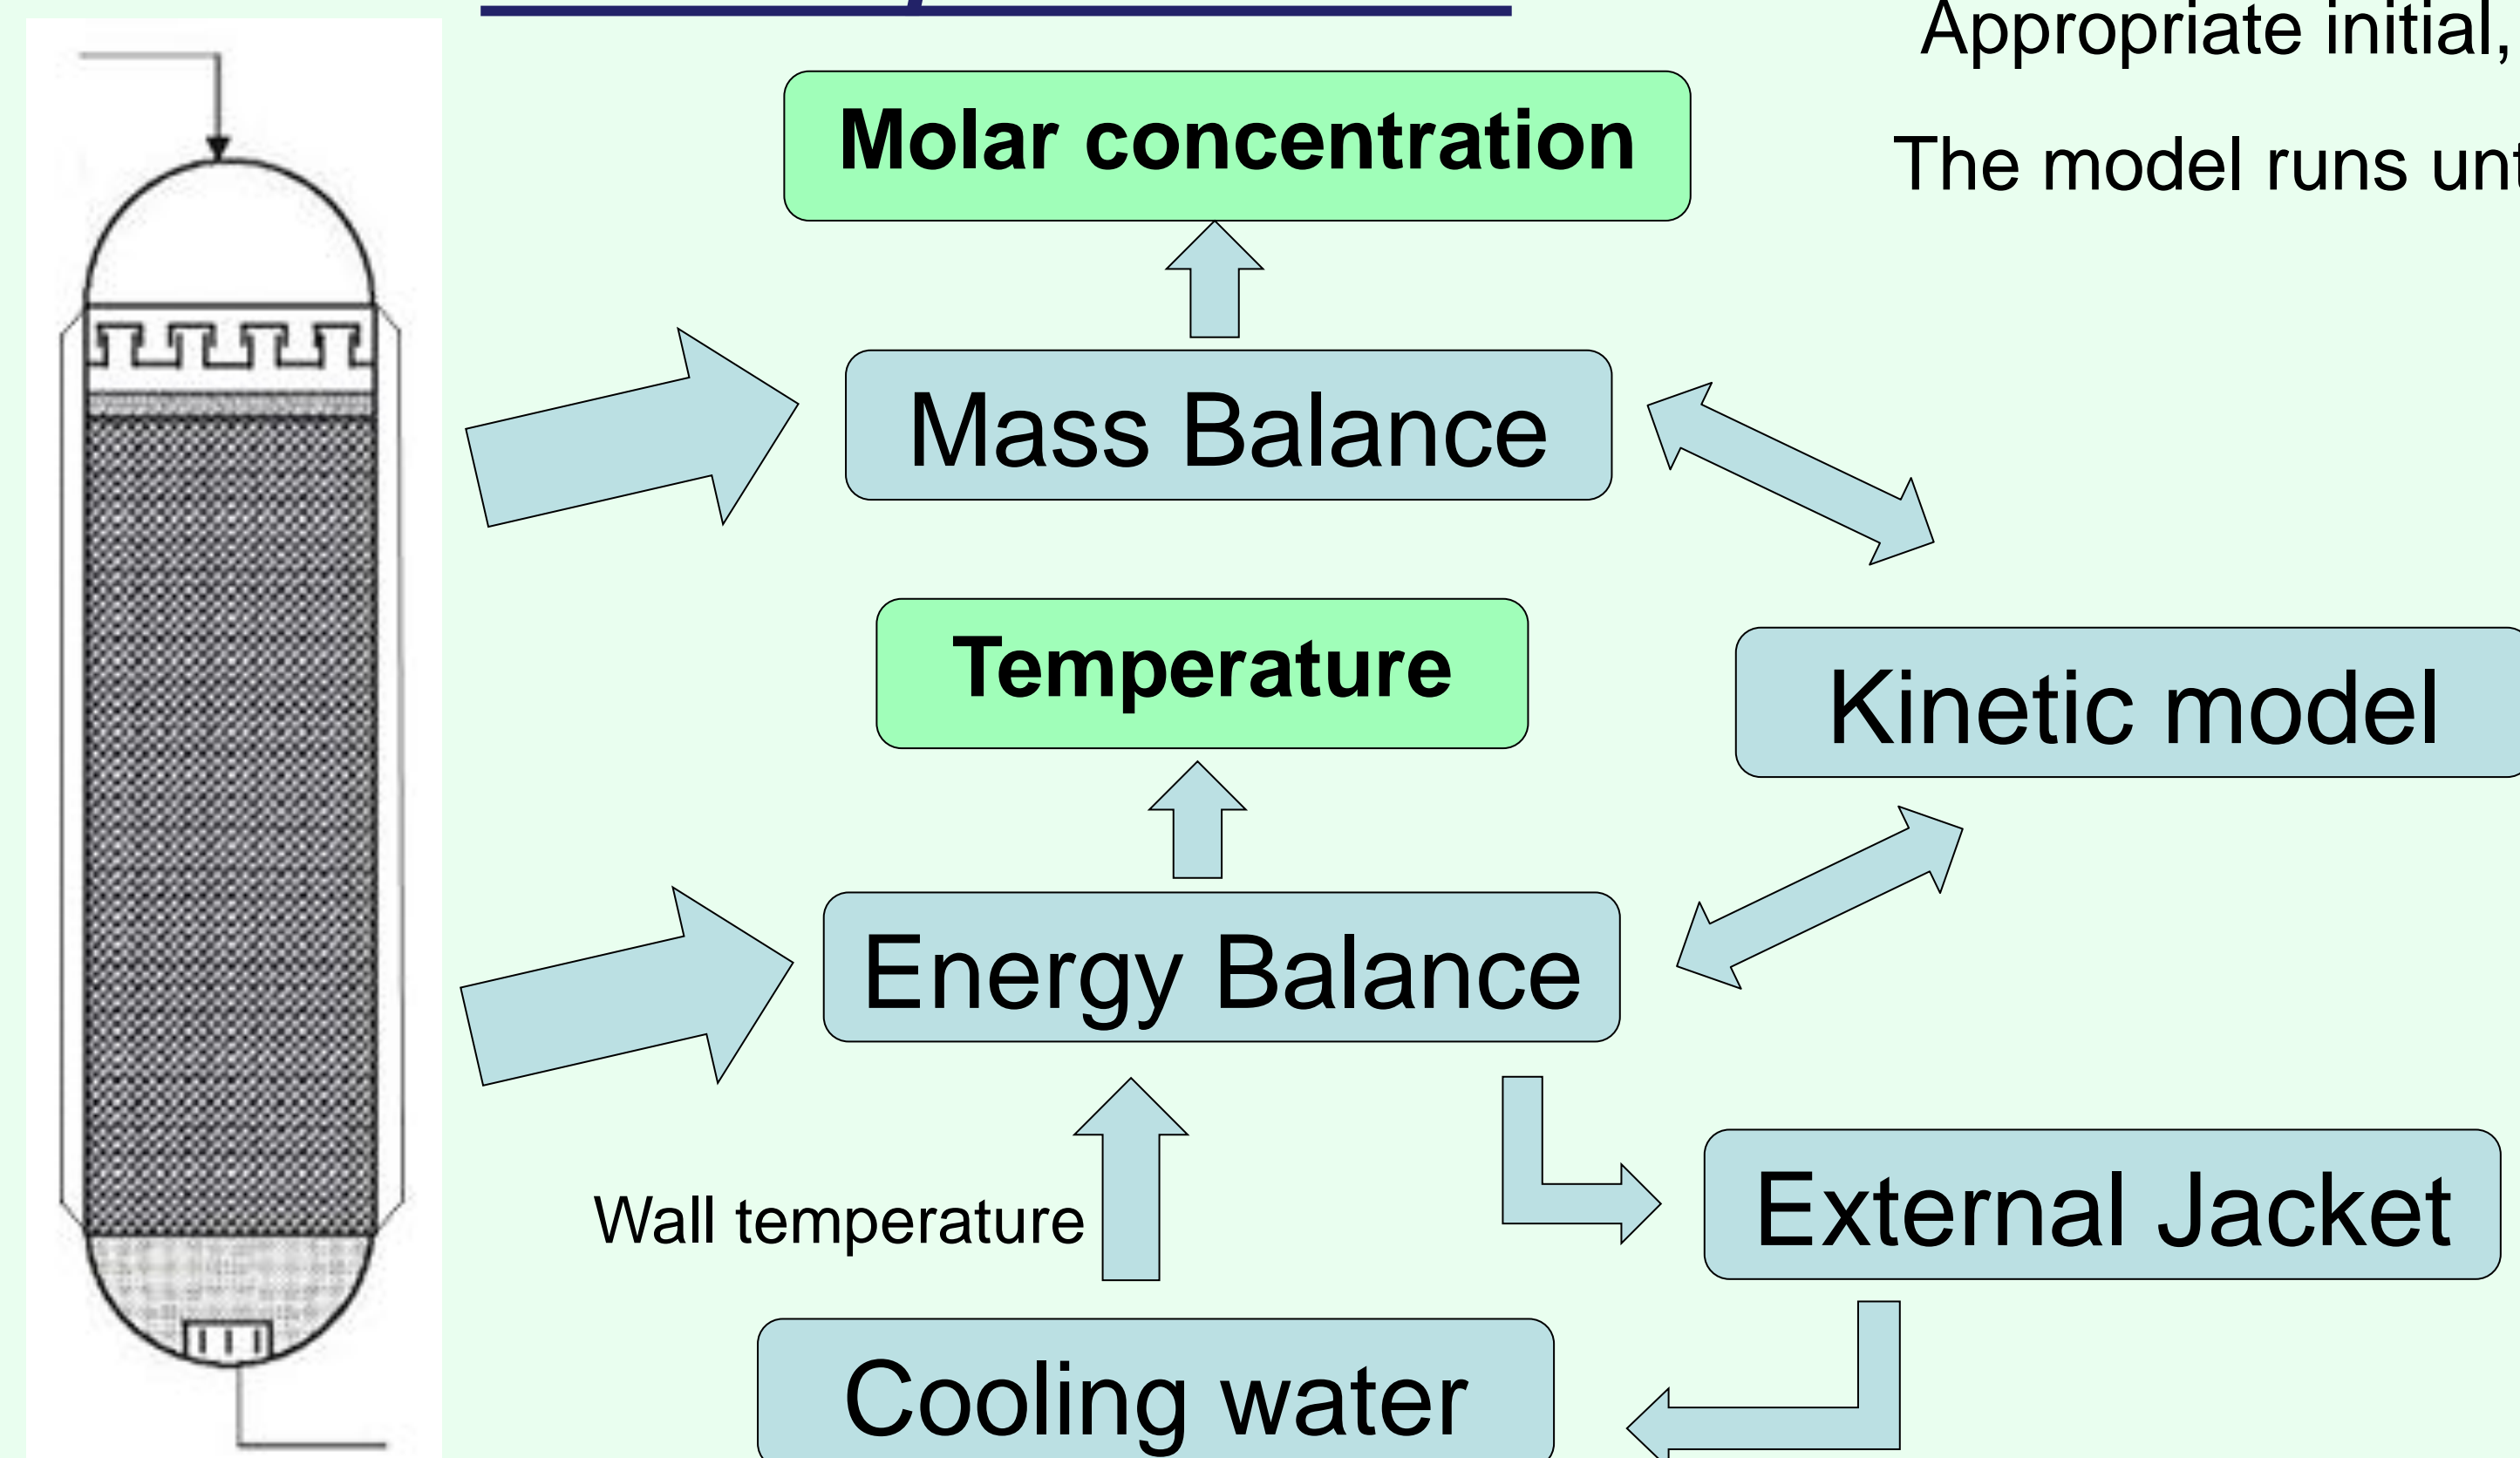 Appropriate initial,
The model runs
Molar concentration
Mass Balance
Temperature
Kinetic model
Energy Balance
Wall temperature
External Jacket
Cooling water